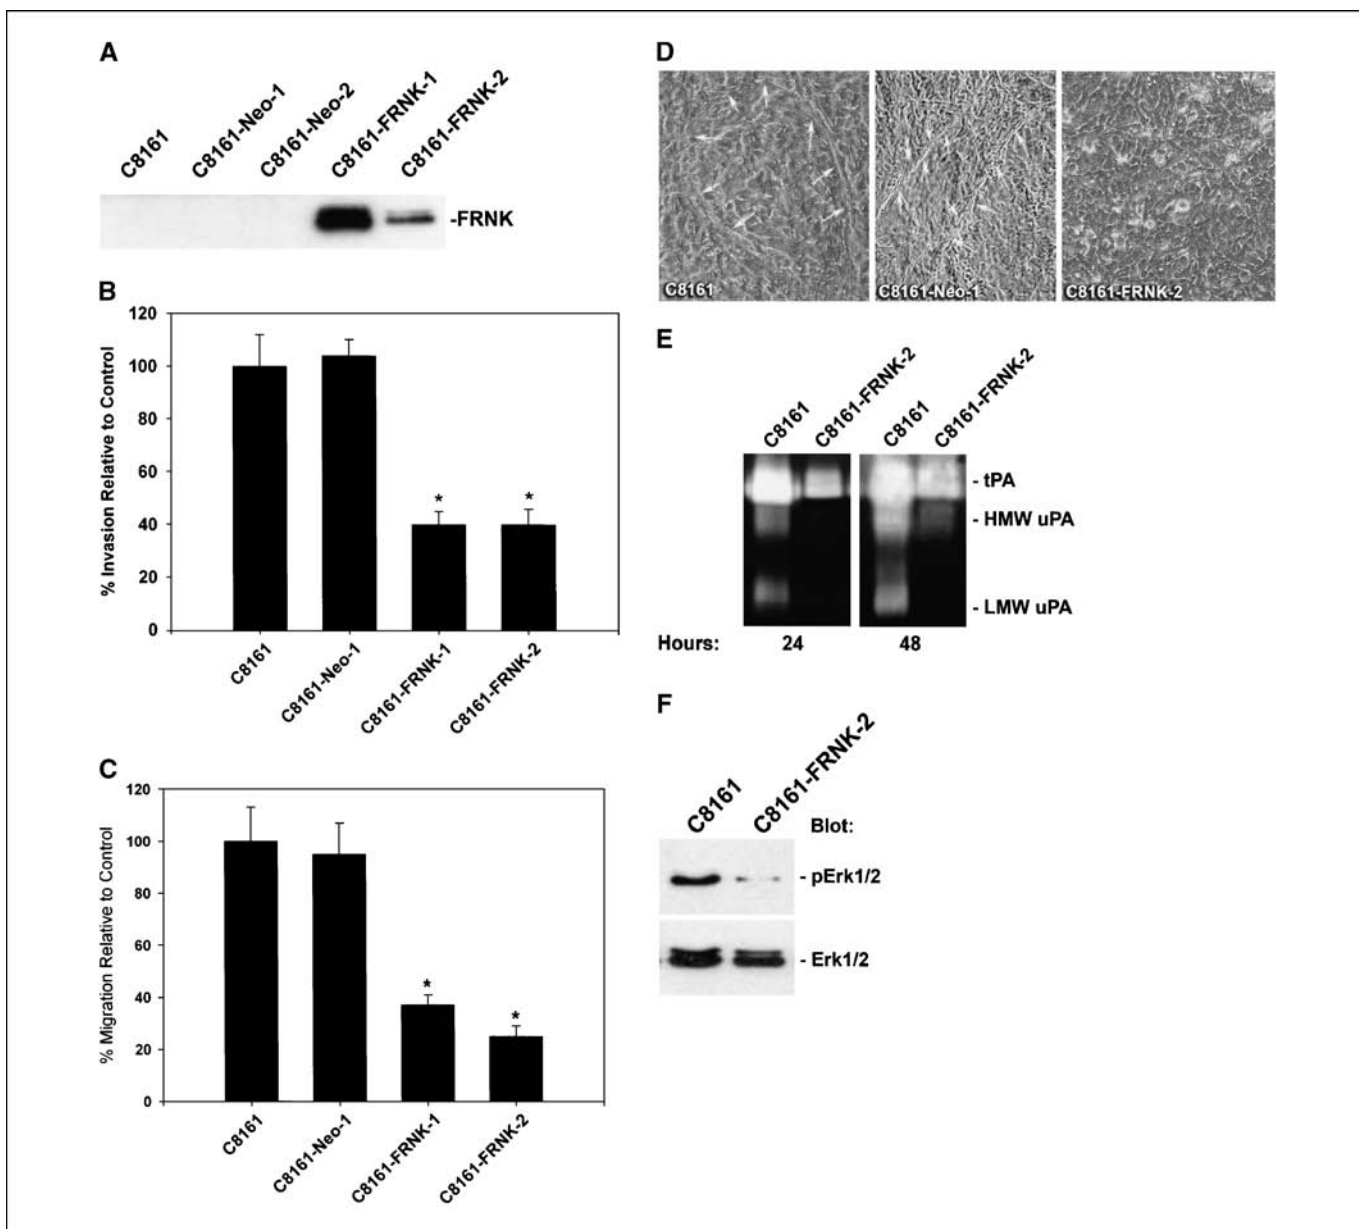 A
C8161
C8161-Neo-1
C8161-Neo-2
C8161-FRNK-1
C8161-FRNK-2
-FRNK
B
% Invasion Relative to Control
120
100
80
60
40
20
0
*
*
C8161
C8161-Neo-1
C8161-FRNK-1
C8161-FRNK-2
C
% Migration Relative to Control
120
100
80
60
40
20
0
*
*
C8161
C8161-Neo-1
C8161-FRNK-1
C8161-FRNK-2
D
C8161
C8161-Neo-1
C8161-FRNK-2
E
C8161
C8161-FRNK-2
C8161
C8161-FRNK-2
- tPA
- HMW uPA
- LMW uPA
Hours: 24 48
F
C8161
C8161-FRNK-2
Blot:
- pErk1/2
- Erk1/2